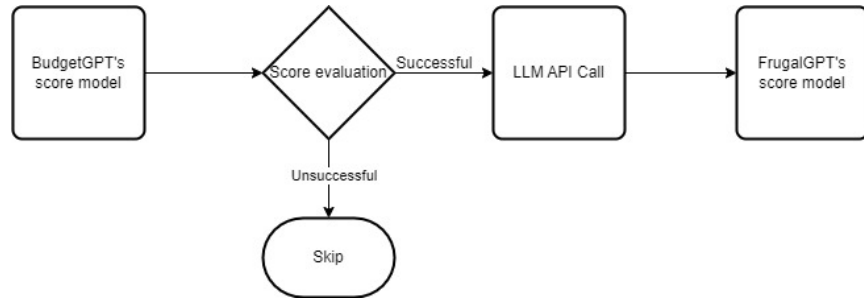 BudgetGPT's
score model
Score evaluation
Successful
LLM API Call
FrugalGPT's
score model
Unsuccessful
Skip